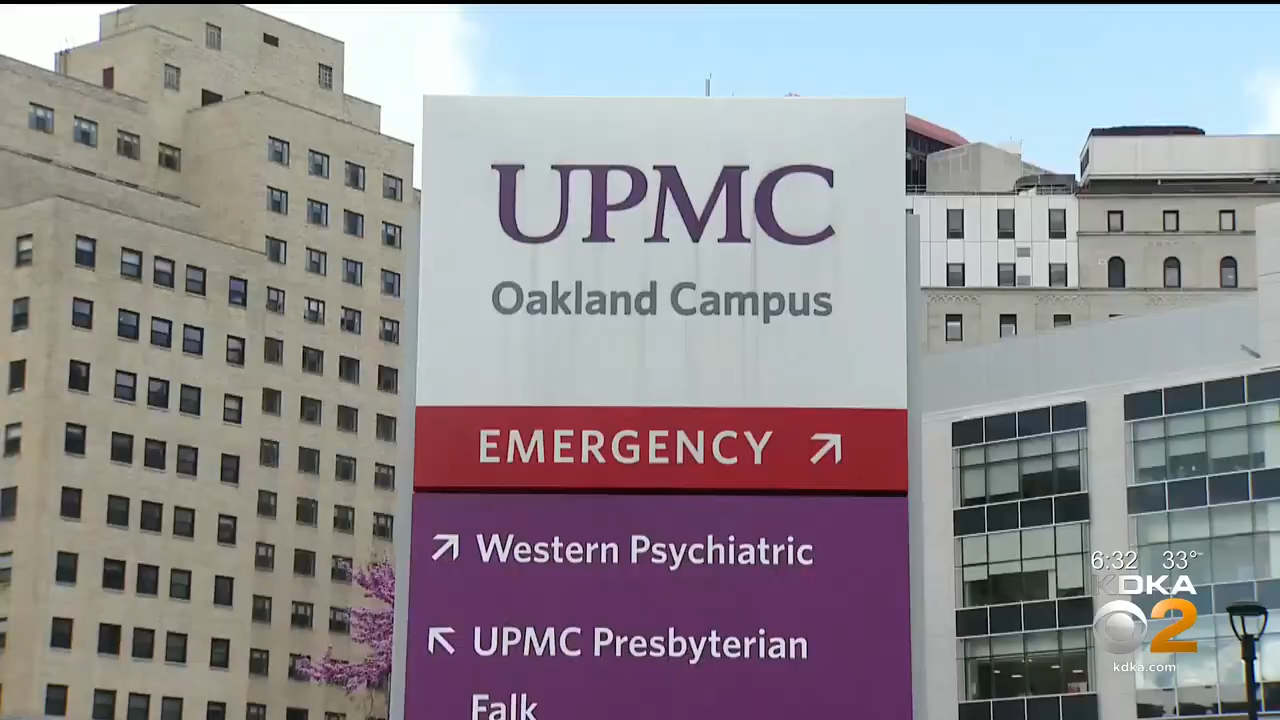 UPMC
Oakland Campus
EMERGENCY
Western Psychiatric
UPMC Presbyterian
Falk
6:32 33°
KDKA
2
kdka.com